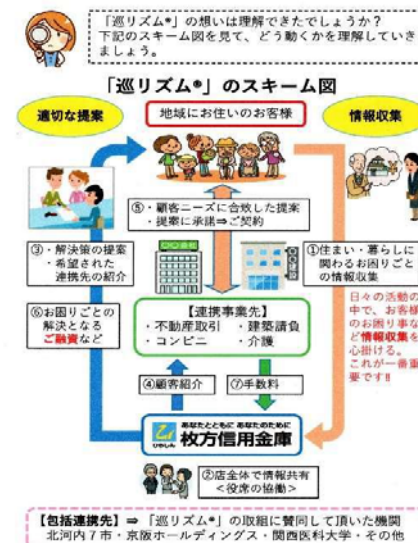 「巡リズム®」の想いは理解できたでしょうか？
下記のスキーム図を見て、どう動くかを理解していき
ましょう。
「巡リズム®」のスキーム図
適切な提案
地域にお住いのお客様
情報収集
⑤・顧客ニーズに合致した提案
・提案に承諾⇒ご契約
③・解決策の提案
・希望された
連携先の紹介
①住まい・暮らしに
関わるお困りごと
の情報収集
⑥お困りごとの
解決となる
ご融資など
【連携事業先】
・不動産取引　・建築請負
・コンビニ　・介護
日々の活動の
中で、お客様
のお困り事な
ど情報収集を
心掛ける。
これが一番重
要です‼
④顧客紹介
⑦手数料
あなたとともに あなたのために
ひらしん
枚方信用金庫
②店全体で情報共有
＜役席の協働＞
【包括連携先】⇒「巡リズム®」の取組に賛同して頂いた機関
北河内７市・京阪ホールディングス・関西医科大学・その他